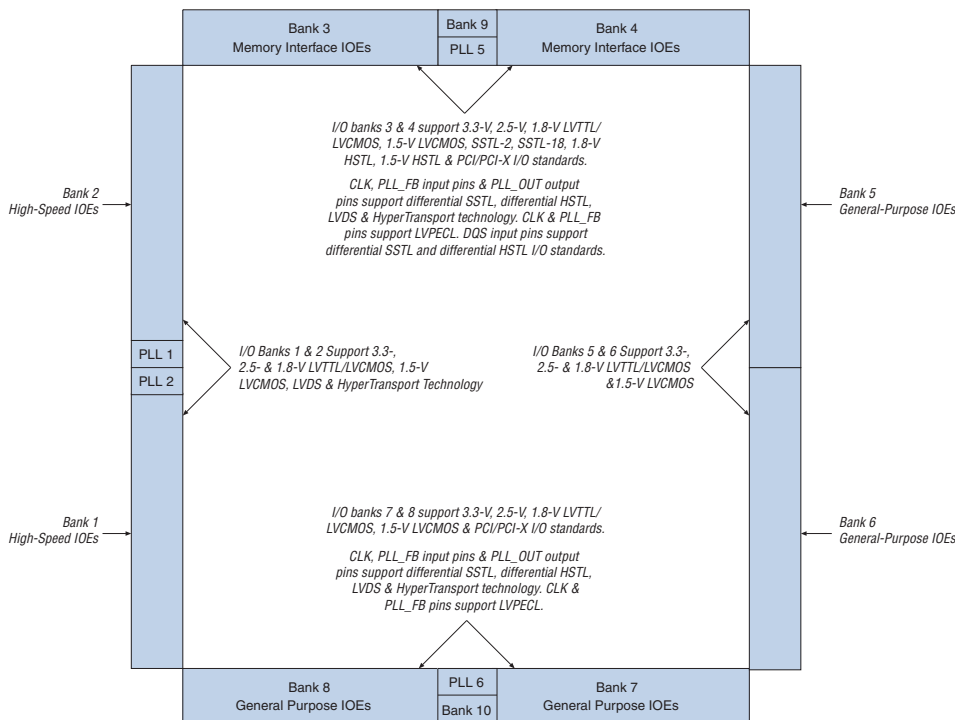 Bank 3
Memory Interface IOEs
Bank 9
PLL 5
Bank 4
Memory Interface IOEs
I/O banks 3 & 4 support 3.3-V, 2.5-V, 1.8-V LVTTL/
LVCMOS, 1.5-V LVCMOS, SSTL-2, SSTL-18, 1.8-V
HSTL, 1.5-V HSTL & PCI/PCI-X I/O standards.
CLK, PLL_FB input pins & PLL_OUT output
pins support differential SSTL, differential HSTL,
LVDS & HyperTransport technology. CLK & PLL_FB
pins support LVPECL. DQS input pins support
differential SSTL and differential HSTL I/O standards.
Bank 2
High-Speed IOEs
Bank 5
General-Purpose IOEs
PLL 1
PLL 2
I/O Banks 1 & 2 Support 3.3-,
2.5- & 1.8-V LVTTL/LVCMOS, 1.5-V
LVCMOS, LVDS & HyperTransport Technology
I/O Banks 5 & 6 Support 3.3-,
2.5- & 1.8-V LVTTL/LVCMOS
&1.5-V LVCMOS
Bank 1
High-Speed IOEs
Bank 6
General-Purpose IOEs
I/O banks 7 & 8 support 3.3-V, 2.5-V, 1.8-V LVTTL/
LVCMOS, 1.5-V LVCMOS & PCI/PCI-X I/O standards.
CLK, PLL_FB input pins & PLL_OUT output
pins support differential SSTL, differential HSTL,
LVDS & HyperTransport technology. CLK &
PLL_FB pins support LVPECL.
Bank 8
General Purpose IOEs
PLL 6
Bank 10
Bank 7
General Purpose IOEs